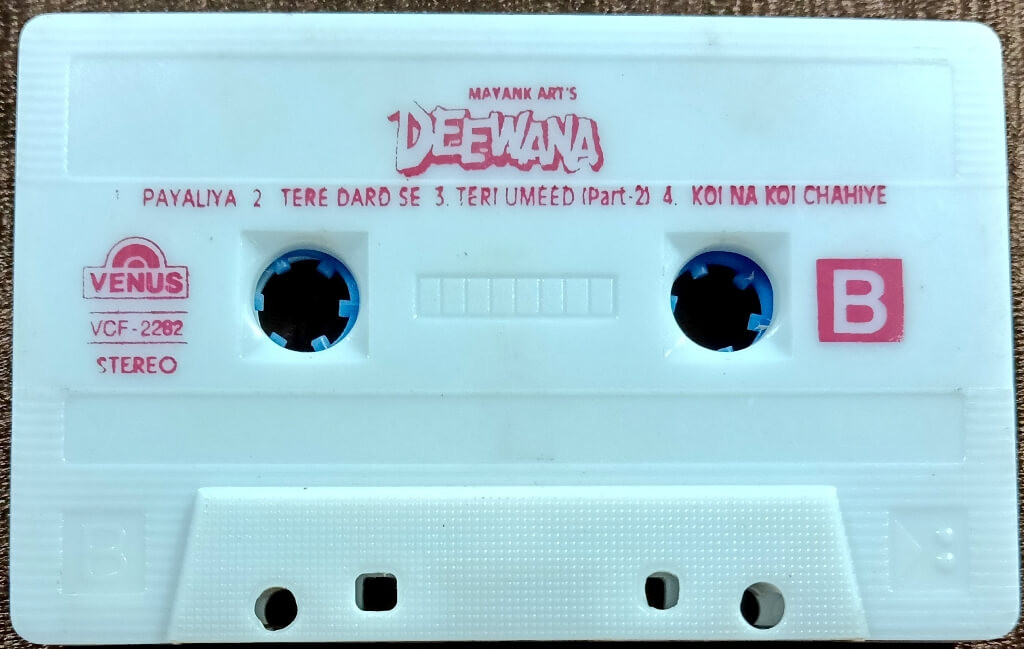 MAYANK ART'S
DEEWANA
1 PAYALIYA 2 TERE DARD SE 3. TERI UMEED (Part-2) 4. KOI NA KOI CHAHIYE
VENUS
VCF-2282
STEREO
B
B